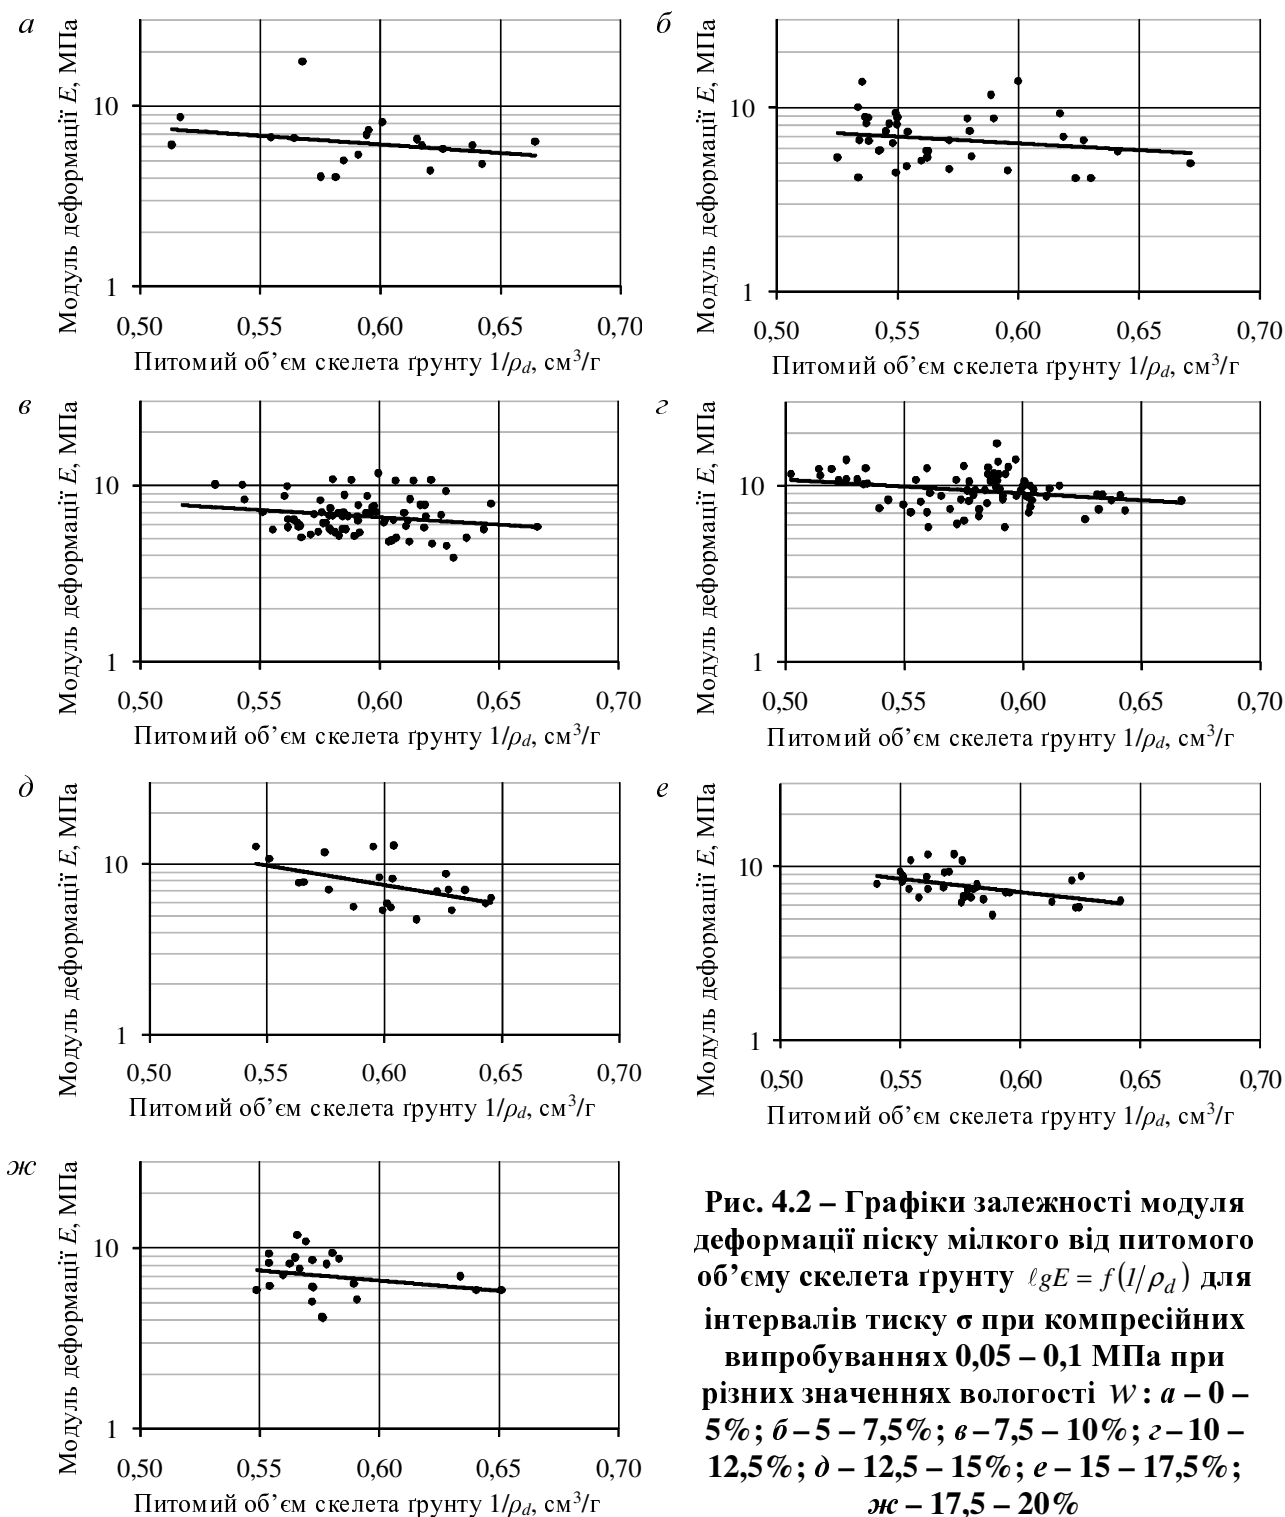 а
Модуль деформації E, МПа
10
1
0,50 0,55 0,60 0,65 0,70
Питомий об’єм скелета ґрунту 1/ρd, см³/г
б
Модуль деформації E, МПа
10
1
0,50 0,55 0,60 0,65 0,70
Питомий об’єм скелета ґрунту 1/ρd, см³/г
в
Модуль деформації E, МПа
10
1
0,50 0,55 0,60 0,65 0,70
Питомий об’єм скелета ґрунту 1/ρd, см³/г
г
Модуль деформації E, МПа
10
1
0,50 0,55 0,60 0,65 0,70
Питомий об’єм скелета ґрунту 1/ρd, см³/г
д
Модуль деформації E, МПа
10
1
0,50 0,55 0,60 0,65 0,70
Питомий об’єм скелета ґрунту 1/ρd, см³/г
е
Модуль деформації E, МПа
10
1
0,50 0,55 0,60 0,65 0,70
Питомий об’єм скелета ґрунту 1/ρd, см³/г
ж
Модуль деформації E, МПа
10
1
0,50 0,55 0,60 0,65 0,70
Питомий об’єм скелета ґрунту 1/ρd, см³/г
Рис. 4.2 – Графіки залежності модуля
деформації піску мілкого від питомого
об’єму скелета ґрунту ℓgE = f(1/ρd) для
інтервалів тиску σ при компресійних
випробуваннях 0,05 – 0,1 МПа при
різних значеннях вологості W: а – 0 –
5%; б – 5 – 7,5%; в – 7,5 – 10%; г – 10 –
12,5%; д – 12,5 – 15%; е – 15 – 17,5%;
ж – 17,5 – 20%